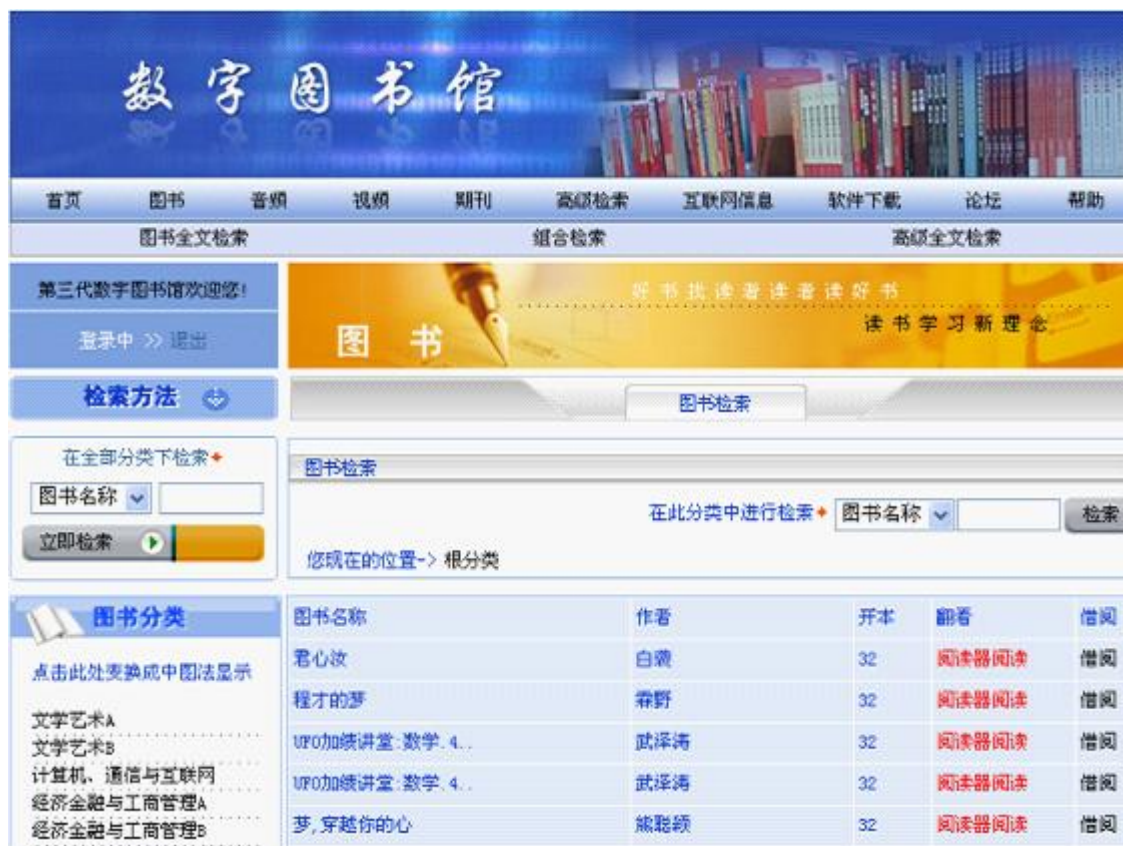 数字图书馆
首页 图书 音频 视频 期刊 高级检索 互联网信息 软件下载 论坛 帮助
图书全文检索 组合检索 高级全文检索
第三代数字图书馆欢迎您!
登录中 >> 退出
好书找读者读者读好书
读书学习新理念
图 书
检索方法
图书检索
在全部分类下检索
图书名称
立即检索
图书检索
在此分类中进行检索 图书名称 检索
您现在的位置-> 根分类
图书分类
点击此处变换成中图法显示
文学艺术A
文学艺术B
计算机、通信与互联网
经济金融与工商管理A
经济金融与工商管理B
图书名称 作者 开本 翻看 借阅
君心汝 白 32 阅读器阅读 借阅
程才的梦 霖野 32 阅读器阅读 借阅
UFO加绩讲堂:数学.4.. 武泽涛 32 阅读器阅读 借阅
UFO加绩讲堂:数学.4.. 武泽涛 32 阅读器阅读 借阅
梦,穿越你的心 熊聪颖 32 阅读器阅读 借阅